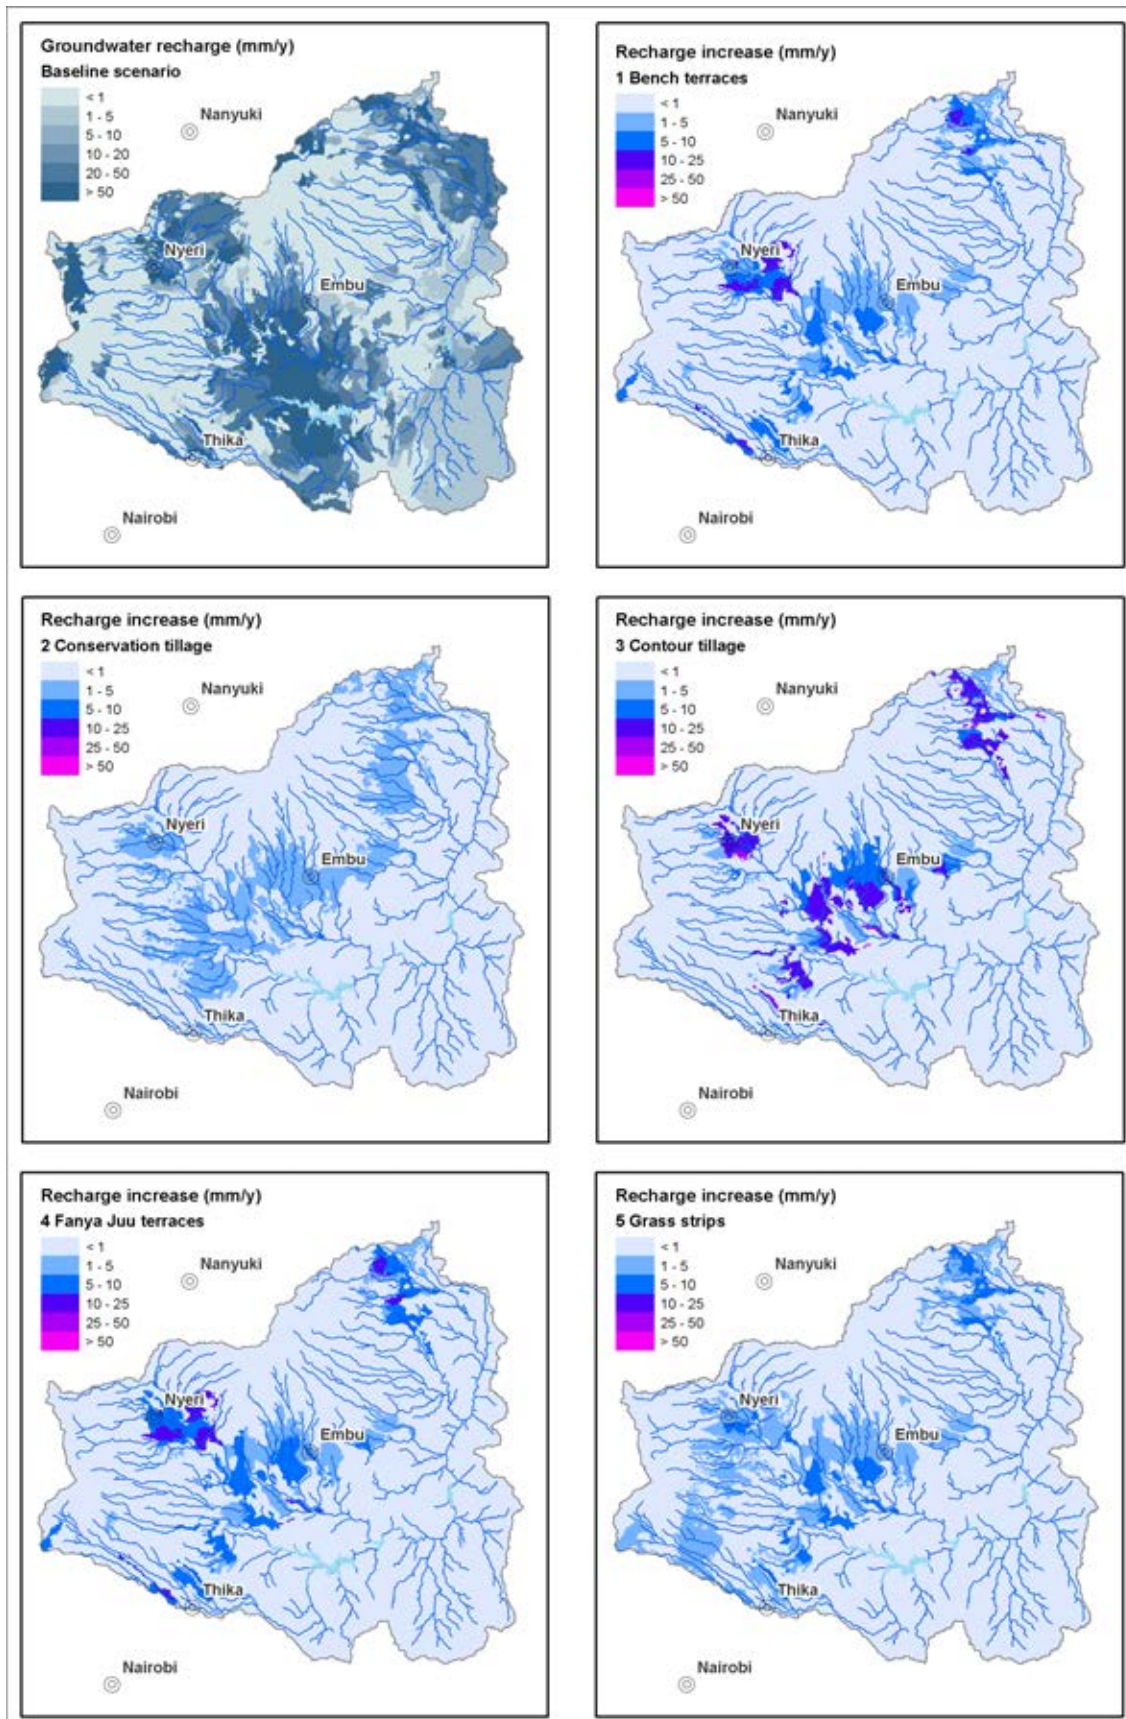 Groundwater recharge (mm/y)
Baseline scenario
< 1
1 - 5
5 - 10
10 - 20
20 - 50
> 50
Nanyuki
Nyeri
Embu
Thika
Nairobi
Recharge increase (mm/y)
1 Bench terraces
< 1
1 - 5
5 - 10
10 - 25
25 - 50
> 50
Nanyuki
Nyeri
Embu
Thika
Nairobi
Recharge increase (mm/y)
2 Conservation tillage
< 1
1 - 5
5 - 10
10 - 25
25 - 50
> 50
Nanyuki
Nyeri
Embu
Thika
Nairobi
Recharge increase (mm/y)
3 Contour tillage
< 1
1 - 5
5 - 10
10 - 25
25 - 50
> 50
Nanyuki
Nyeri
Embu
Thika
Nairobi
Recharge increase (mm/y)
4 Fanya Juu terraces
< 1
1 - 5
5 - 10
10 - 25
25 - 50
> 50
Nanyuki
Nyeri
Embu
Thika
Nairobi
Recharge increase (mm/y)
5 Grass strips
< 1
1 - 5
5 - 10
10 - 25
25 - 50
> 50
Nanyuki
Nyeri
Embu
Thika
Nairobi